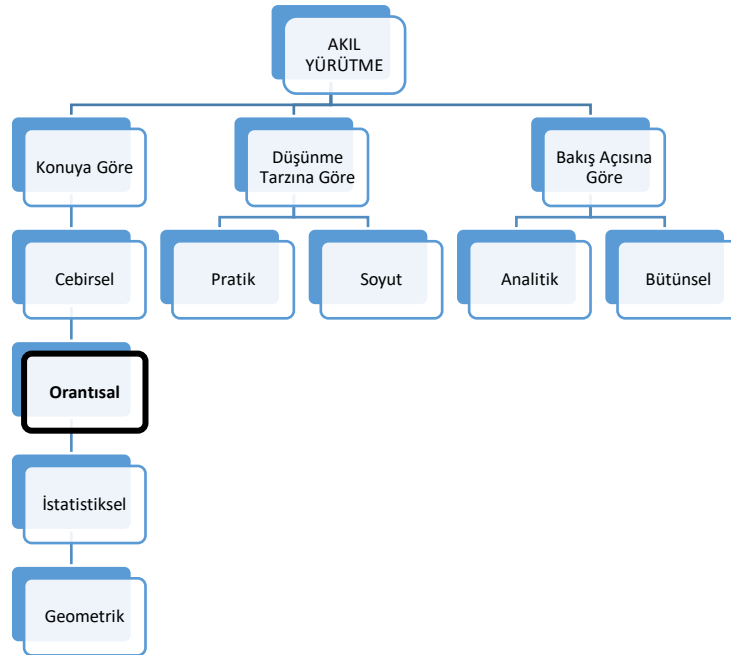 AKIL
YÜRÜTME
Konuya Göre
Düşünme
Tarzına Göre
Bakış Açısına
Göre
Cebirsel
Pratik
Soyut
Analitik
Bütünsel
Orantısal
İstatistiksel
Geometrik